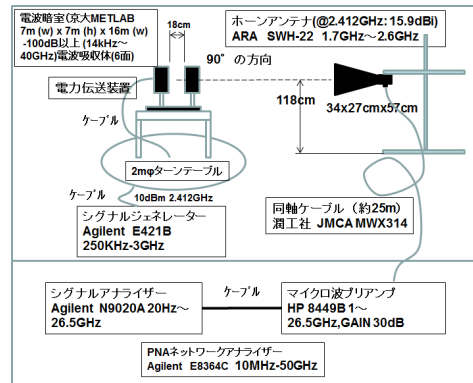 電波暗室(京大METLAB
7m (w) x 7m (h) x 16m (w)
-100dB以上 (14kHz～
40GHz)電波吸収体(6面)
18cm
90° の方向
ホーンアンテナ(@2.412GHz: 15.9dBi)
ARA SWH-22 1.7GHz～2.6GHz
電力伝送装置
118cm
34x27cmx57cm
ケーブル
2mφターンテーブル
ケーブル
10dBm 2.412GHz
シグナルジェネレーター
Agilent E421B
250KHz-3GHz
同軸ケーブル (約25m)
潤工社 JMCA MWX314
シグナルアナライザー
Agilent N9020A 20Hz～
26.5GHz
ケーブル
マイクロ波プリアンプ
HP 8449B 1～
26.5GHz,GAIN 30dB
PNAネットワークアナライザー
Agilent E8364C 10MHz-50GHz